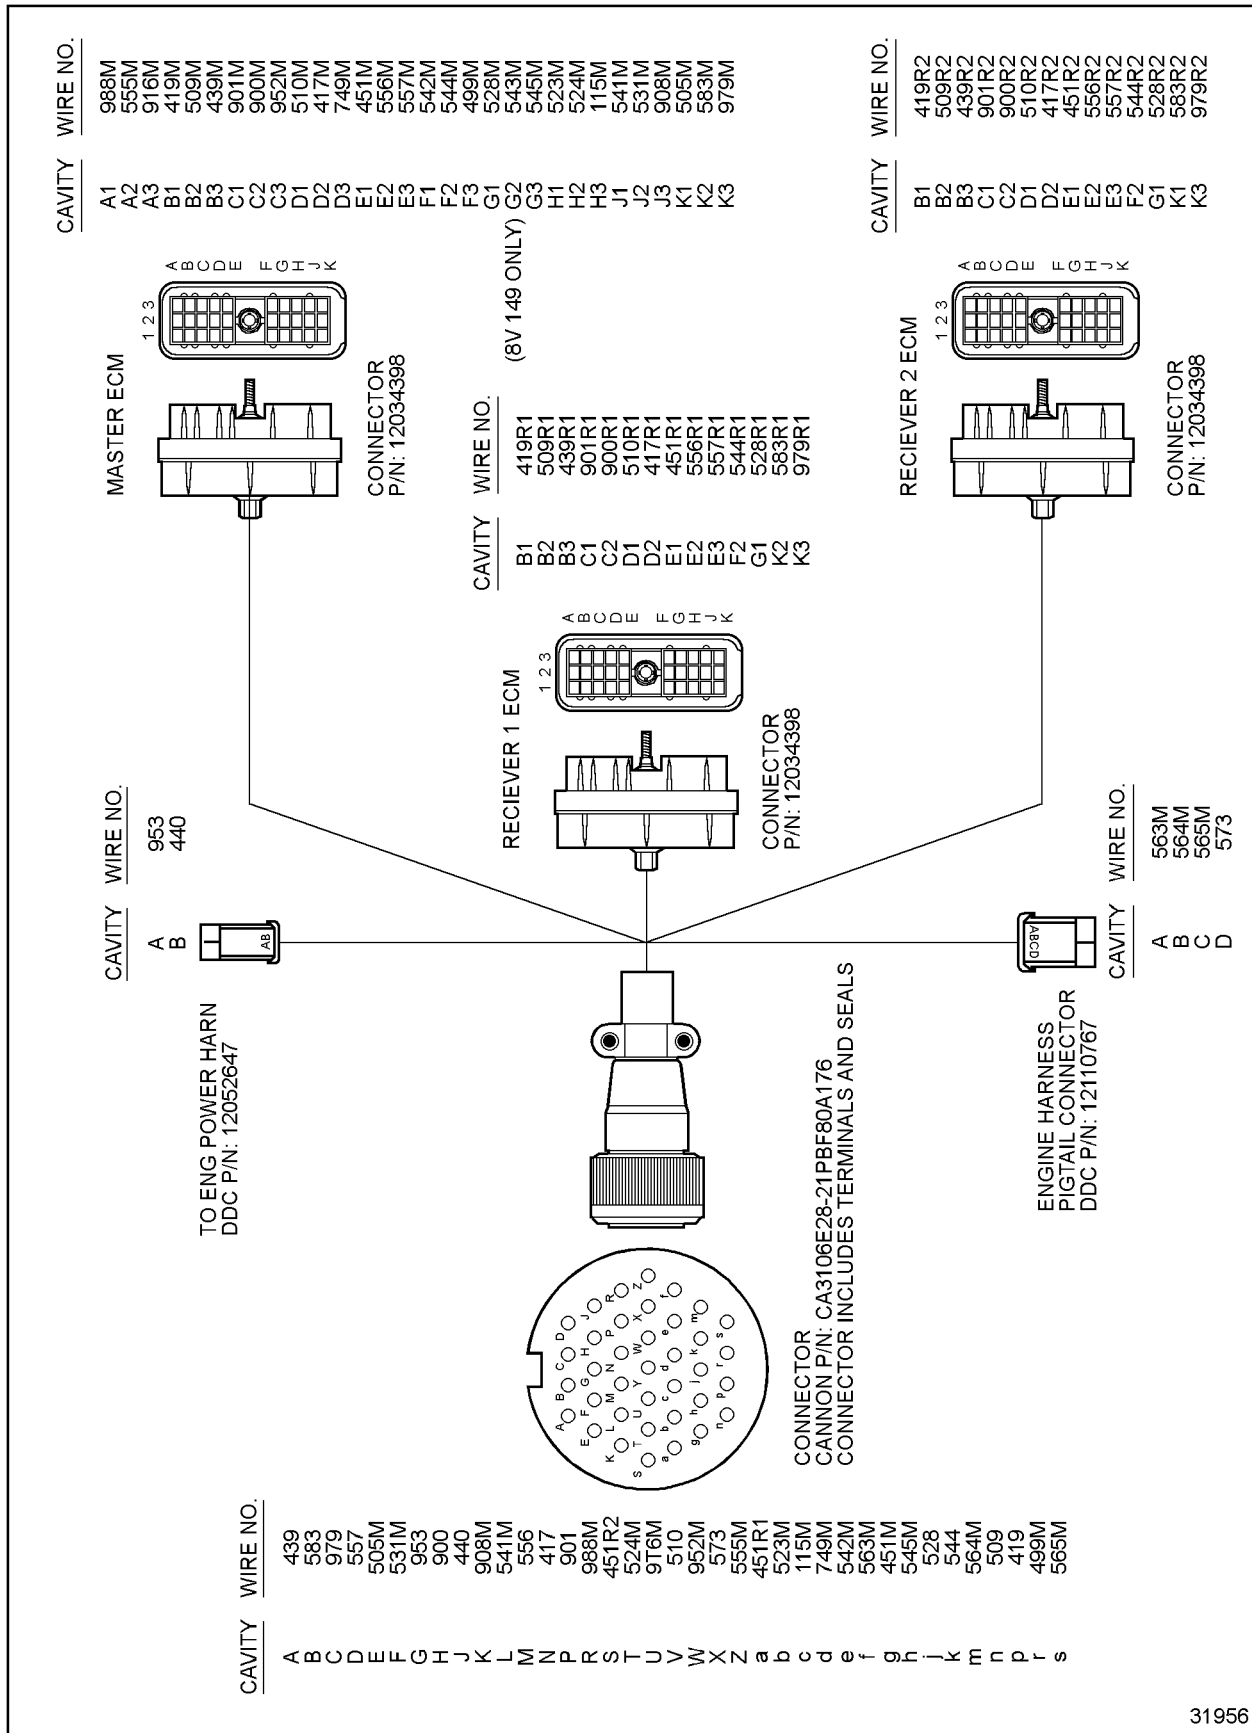 CAVITY WIRE NO.
A 439
B 583
C 979
D 557
E 505M
F 531M
G 953
H 900
J 440
K 908M
L 541M
M 556
N 417
P 901
R 988M
S 451R2
T 524M
U 9T6M
V 510
W 952M
X 573
Z 555M
a 451R1
b 523M
c 115M
d 749M
e 542M
f 563M
g 451M
h 545M
j 528
k 544
m 564M
n 509
p 419
r 499M
s 565M
A B C D
E F G H J
K L M N P R
S T U Y W X Z
a b c d e f
g h j k m
n p r s
CONNECTOR
CANNON P/N: CA3106E28-21PBF80A176
CONNECTOR INCLUDES TERMINALS AND SEALS
TO ENG POWER HARN
DDC P/N: 12052647
AB
CAVITY WIRE NO.
A 953
B 440
ENGINE HARNESS
PIGTAIL CONNECTOR
DDC P/N: 12110767
ABCD
CAVITY WIRE NO.
A 563M
B 564M
C 565M
D 573
MASTER ECM
1 2 3
A
B
C
D
E
F
G
H
J
K
CONNECTOR
P/N: 12034398
CAVITY WIRE NO.
A1 988M
A2 555M
A3 916M
B1 419M
B2 509M
B3 439M
C1 901M
C2 900M
C3 952M
D1 510M
D2 417M
D3 749M
E1 451M
E2 556M
E3 557M
F1 542M
F2 544M
F3 499M
G1 528M
(8V 149 ONLY) G2 543M
G3 545M
H1 523M
H2 524M
H3 115M
J1 541M
J2 531M
J3 908M
K1 505M
K2 583M
K3 979M
RECIEVER 1 ECM
1 2 3
A
B
C
D
E
F
G
H
J
K
CONNECTOR
P/N: 12034398
CAVITY WIRE NO.
B1 419R1
B2 509R1
B3 439R1
C1 901R1
C2 900R1
D1 510R1
D2 417R1
E1 451R1
E2 556R1
E3 557R1
F2 544R1
G1 528R1
K2 583R1
K3 979R1
RECIEVER 2 ECM
1 2 3
A
B
C
D
E
F
G
H
J
K
CONNECTOR
P/N: 12034398
CAVITY WIRE NO.
B1 419R2
B2 509R2
B3 439R2
C1 901R2
C2 900R2
D1 510R2
D2 417R2
E1 451R2
E2 556R2
E3 557R2
F2 544R2
G1 528R2
K1 583R2
K3 979R2
31956